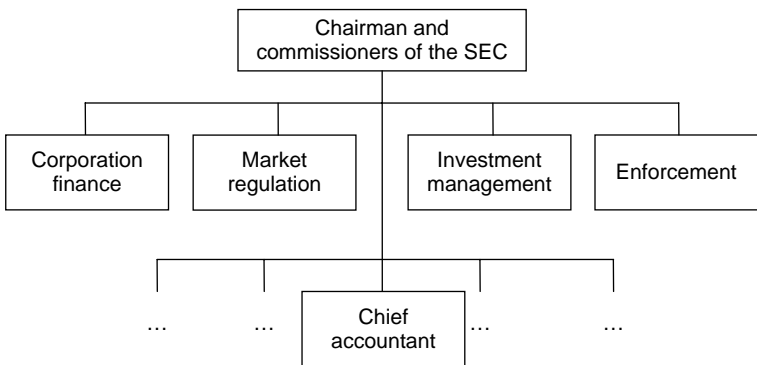 Chairman and
commissioners of the SEC
Corporation
finance
Market
regulation
Investment
management
Enforcement
...
...
Chief
accountant
...
...